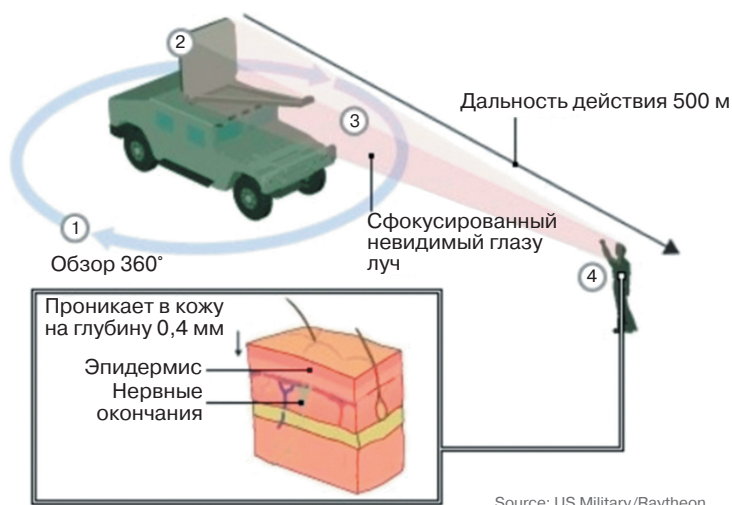 2
Дальность действия 500 м
3
Сфокусированный
невидимый глазу
луч
1
Обзор 360°
4
Проникает в кожу
на глубину 0,4 мм
Эпидермис
Нервные
окончания
Source: US Military/Raytheon